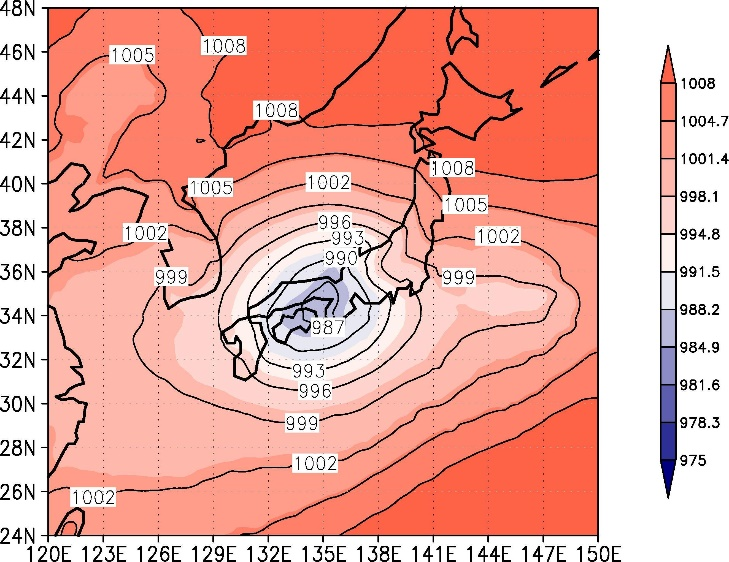 48N
46N
44N
42N
40N
38N
36N
34N
32N
30N
28N
26N
24N
120E 123E 126E 129E 132E 135E 138E 141E 144E 147E 150E
1005
1008
1008
1008
1005
1002
1005
1002
996
993
1002
990
999
999
987
993
996
999
1002
1002
1008
1004.7
1001.4
998.1
994.8
991.5
988.2
984.9
981.6
978.3
975